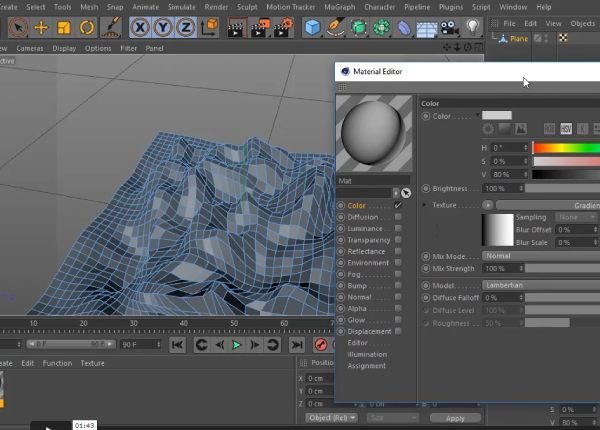 Create Select Tools Mesh Snap Animate Simulate Render Sculpt Motion Tracker MoGraph Character Pipeline Plugins Script Window Help
X Y Z
File Edit View Objects
View Cameras Display Options Filter Panel
Plane
Material Editor
Color
Color
H 0°
S 0%
V 80%
HSV
Mat
Brightness 100%
Texture Gradien
Sampling None
Blur Offset 0%
Blur Scale 0%
Color
Diffusion
Luminance
Transparency
Reflectance
Environment
Fog
Bump
Normal
Alpha
Glow
Displacement
Editor
Illumination
Assignment
Mix Mode Normal
Mix Strength 100%
Model Lambertian
Diffuse Falloff 0%
Diffuse Level 100%
Roughness 50%
10 20 30 40 50 60 70
0 F 90 F 90 F
Edit Function Texture
Position
X 0 cm
Y 0 cm
Z 0 cm
Object (Rel) Size Apply
S 0%
V 80%
01:43